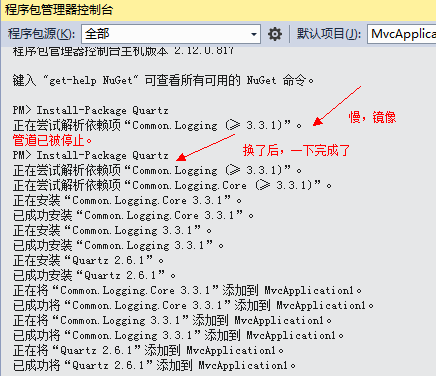 程序包管理器控制台
程序包源(K): 全部 默认项目(J): MvcApplica
程序包管理器控制台主机版本 2.12.0.817
键入 "get-help NuGet" 可查看所有可用的 NuGet 命令。
PM> Install-Package Quartz
正在尝试解析依赖项“Common.Logging (≥ 3.3.1)”。
慢，镜像
管道已被停止。
PM> Install-Package Quartz
换了后，一下完成了
正在尝试解析依赖项“Common.Logging (≥ 3.3.1)”。
正在尝试解析依赖项“Common.Logging.Core (≥ 3.3.1)”。
正在安装“Common.Logging.Core 3.3.1”。
已成功安装“Common.Logging.Core 3.3.1”。
正在安装“Common.Logging 3.3.1”。
已成功安装“Common.Logging 3.3.1”。
正在安装“Quartz 2.6.1”。
已成功安装“Quartz 2.6.1”。
正在将“Common.Logging.Core 3.3.1”添加到 MvcApplication1。
已成功将“Common.Logging.Core 3.3.1”添加到 MvcApplication1。
正在将“Common.Logging 3.3.1”添加到 MvcApplication1。
已成功将“Common.Logging 3.3.1”添加到 MvcApplication1。
正在将“Quartz 2.6.1”添加到 MvcApplication1。
已成功将“Quartz 2.6.1”添加到 MvcApplication1。